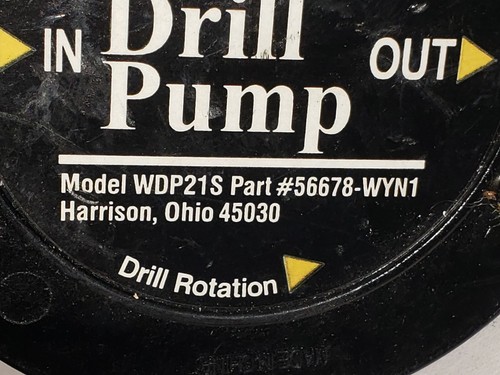 IN Drill OUT
Pump
Model WDP21S Part #56678-WYN1
Harrison, Ohio 45030
Drill Rotation